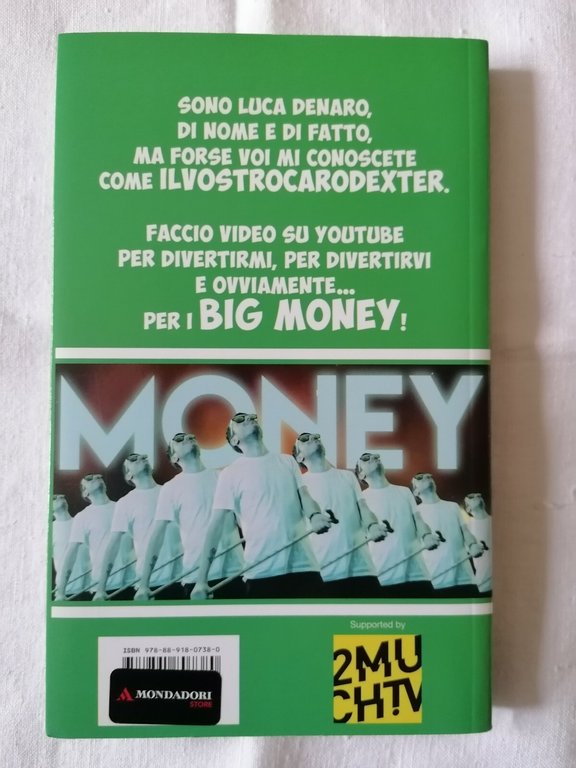 SONO LUCA DENARO,
DI NOME E DI FATTO,
MA FORSE VOI MI CONOSCETE
COME ILVOSTROCARODEXTER.
FACCIO VIDEO SU YOUTUBE
PER DIVERTIRMI, PER DIVERTIRVI
E OVVIAMENTE...
PER I BIG MONEY!
MONEY
Supported by
2MU
CH!TV
ISBN 978-88-918-0738-0
MONDADORI
STORE